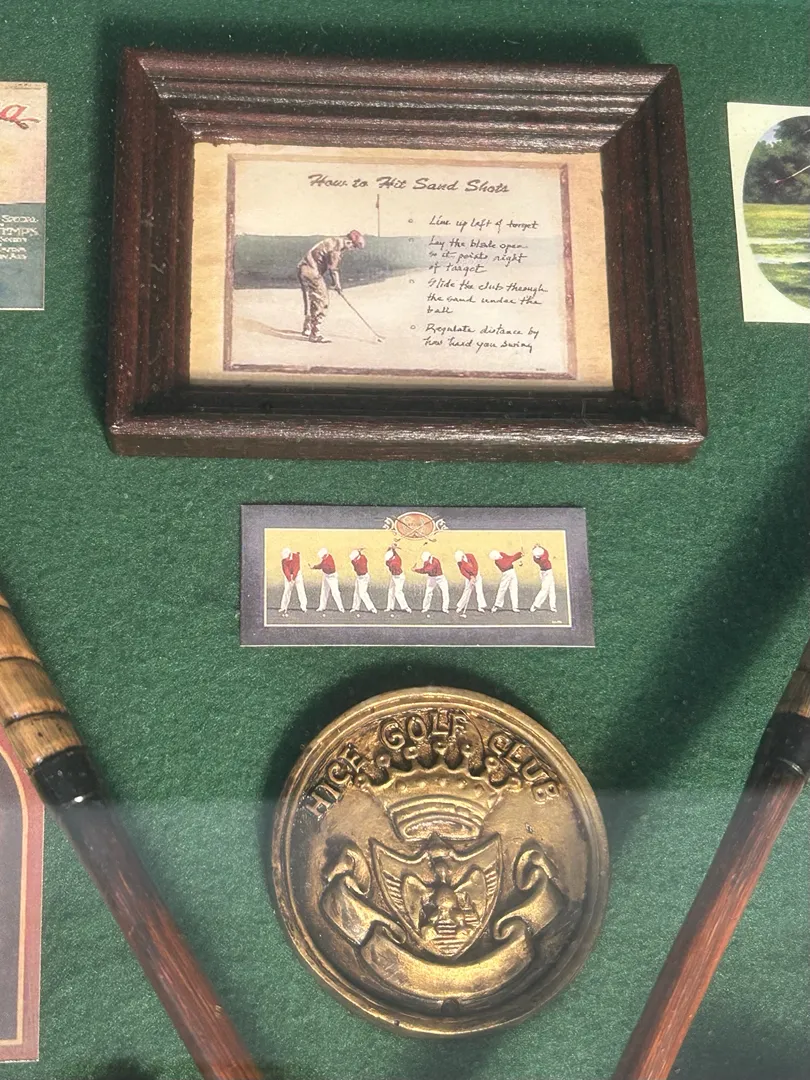 How to Hit Sand Shots
Line up left of target
Lay the blade open
so it points right
of target
Slide the club through
the sand under the
ball
Regulate distance by
how hard you swing
NICE GOLF CLUB